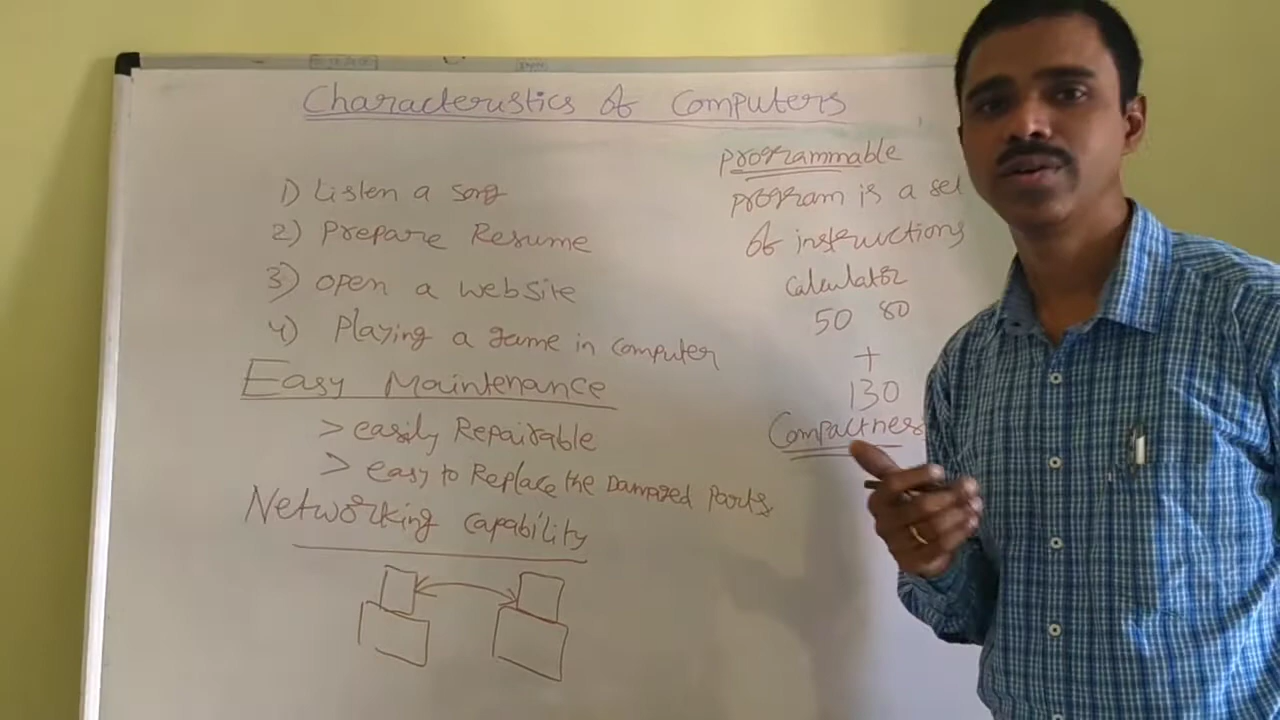 Characteristics of Computers
1) Listen a song
2) Prepare Resume
3) open a website
4) Playing a game in computer
Easy Maintenance
> easily Repairable
> easy to Replace the Damaged Parts
Networking Capability
programmable
program is a set
of instructions
Calculator
50 80
+
130
Compactness